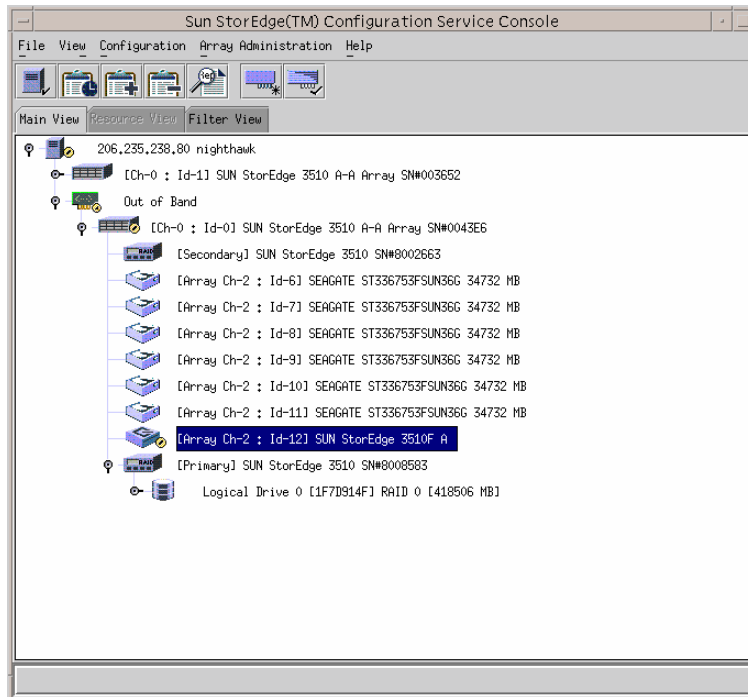 Sun StorEdge(TM) Configuration Service Console
File View Configuration Array Administration Help
Main View Resource View Filter View
206.235.238.80 nighthawk
[Ch-0 : Id-1] SUN StorEdge 3510 A-A Array SN#003652
Out of Band
[Ch-0 : Id-0] SUN StorEdge 3510 A-A Array SN#0043E6
[Secondary] SUN StorEdge 3510 SN#8002663
[Array Ch-2 : Id-6] SEAGATE ST336753FSUN36G 34732 MB
[Array Ch-2 : Id-7] SEAGATE ST336753FSUN36G 34732 MB
[Array Ch-2 : Id-8] SEAGATE ST336753FSUN36G 34732 MB
[Array Ch-2 : Id-9] SEAGATE ST336753FSUN36G 34732 MB
[Array Ch-2 : Id-10] SEAGATE ST336753FSUN36G 34732 MB
[Array Ch-2 : Id-11] SEAGATE ST336753FSUN36G 34732 MB
[Array Ch-2 : Id-12] SUN StorEdge 3510F A
[Primary] SUN StorEdge 3510 SN#8008583
Logical Drive 0 [1F7D914F] RAID 0 [418506 MB]